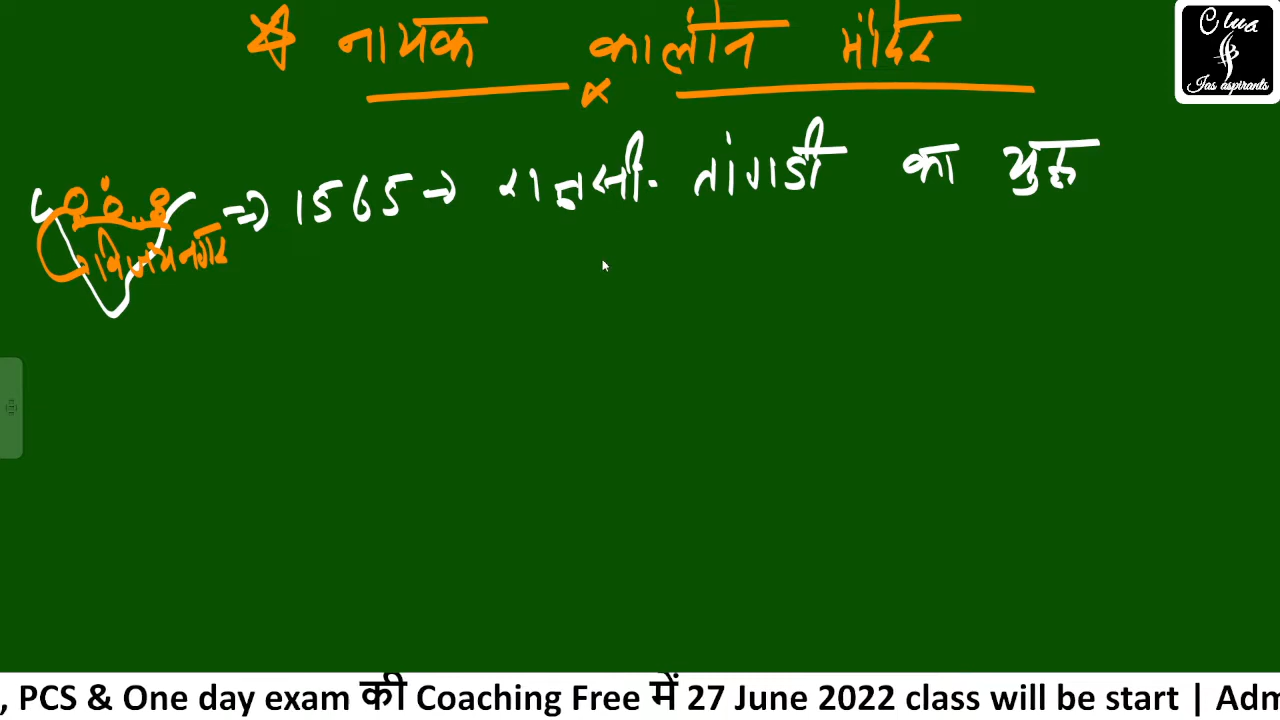 नायक कालीन मंदिर
Clue
Ias aspirants
=> 1565 → राक्षसी तांगडी का युद्ध
विजयनगर
, PCS & One day exam की Coaching Free में 27 June 2022 class will be start | Adm